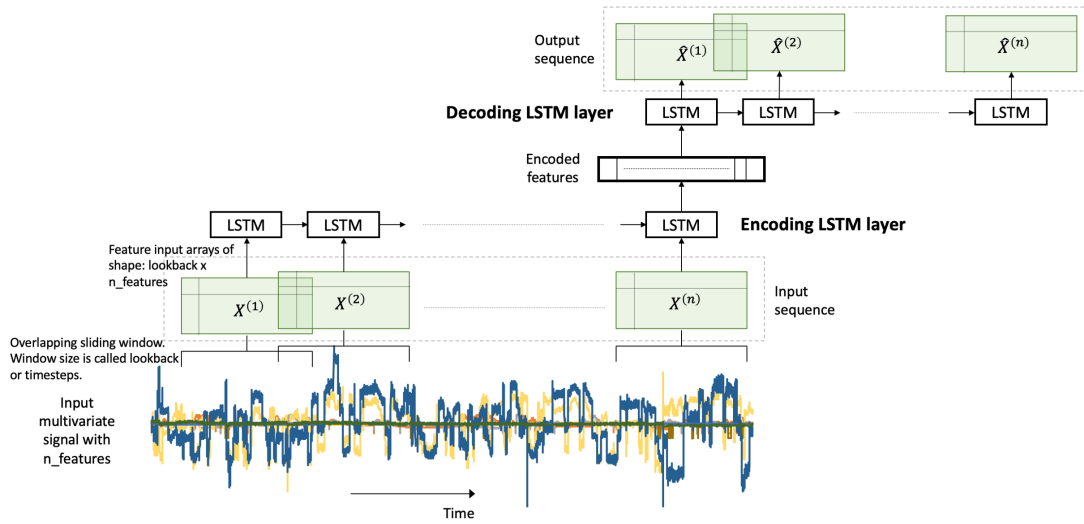 Output
sequence
X̂⁽¹⁾
X̂⁽²⁾
X̂⁽ⁿ⁾
Decoding LSTM layer
LSTM
LSTM
LSTM
Encoded
features
LSTM
LSTM
LSTM
Encoding LSTM layer
Feature input arrays of
shape: lookback x
n_features
X⁽¹⁾
X⁽²⁾
X⁽ⁿ⁾
Input
sequence
Overlapping sliding window.
Window size is called lookback
or timesteps.
Input
multivariate
signal with
n_features
Time